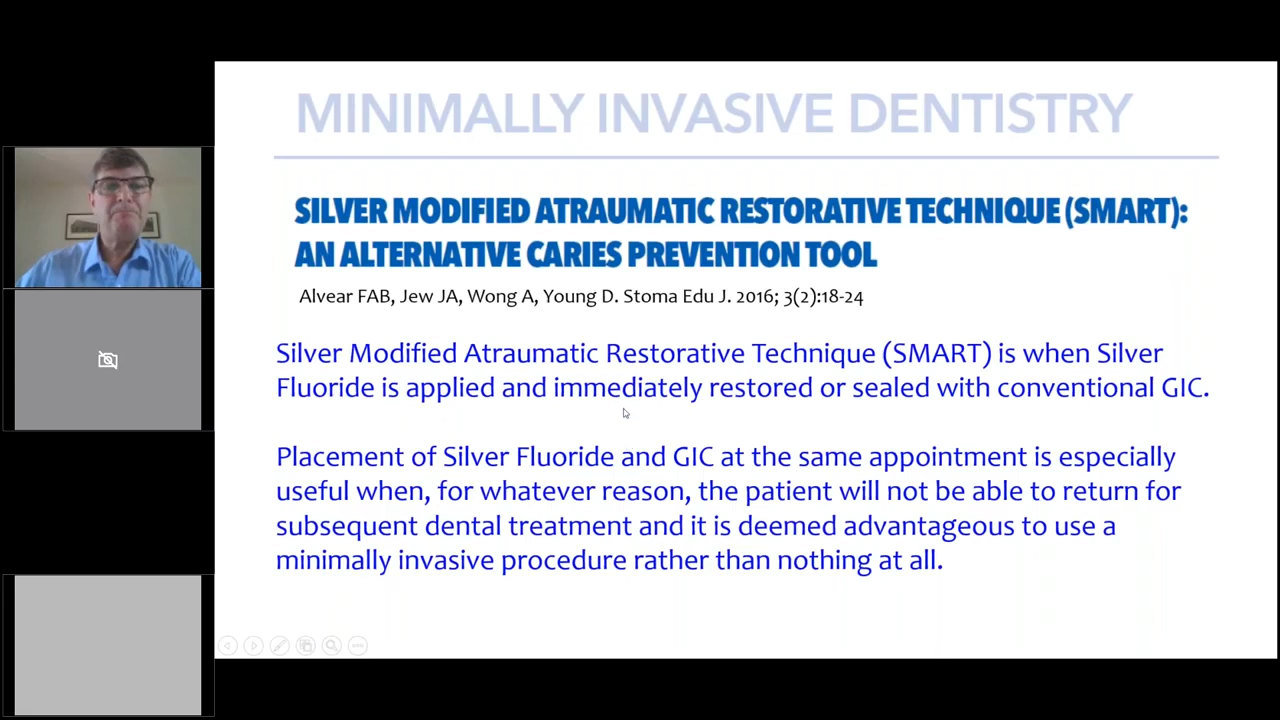 MINIMALLY INVASIVE DENTISTRY
SILVER MODIFIED ATRAUMATIC RESTORATIVE TECHNIQUE (SMART):
AN ALTERNATIVE CARIES PREVENTION TOOL
Alvear FAB, Jew JA, Wong A, Young D. Stoma Edu J. 2016; 3(2):18-24
Silver Modified Atraumatic Restorative Technique (SMART) is when Silver
Fluoride is applied and immediately restored or sealed with conventional GIC.
Placement of Silver Fluoride and GIC at the same appointment is especially
useful when, for whatever reason, the patient will not be able to return for
subsequent dental treatment and it is deemed advantageous to use a
minimally invasive procedure rather than nothing at all.